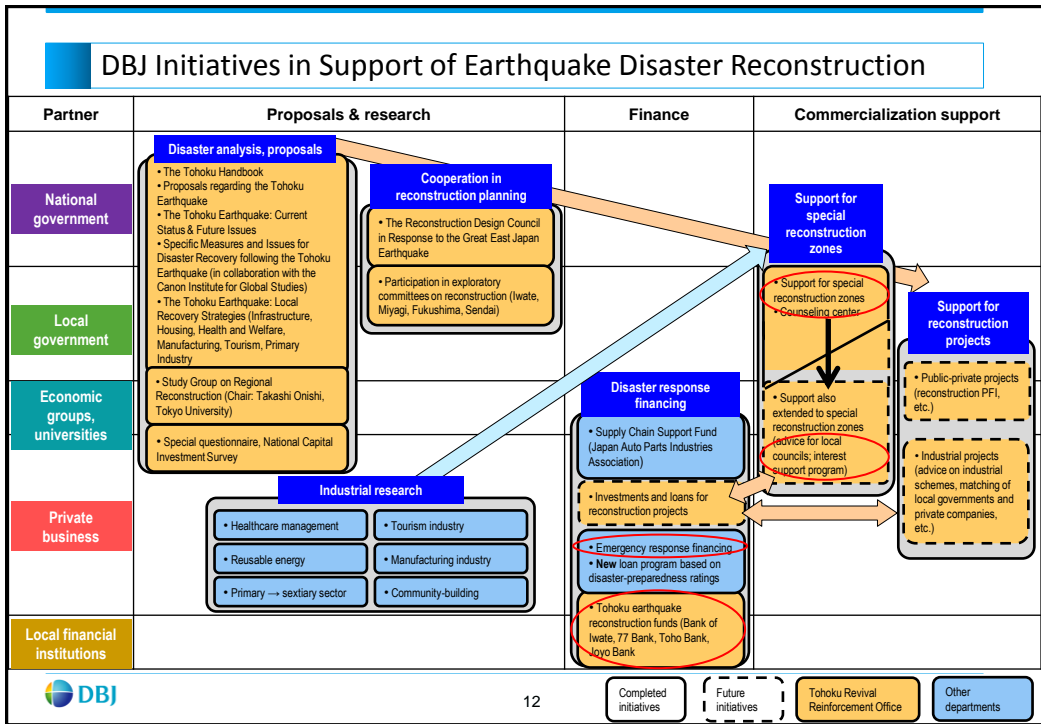 DBJ Initiatives in Support of Earthquake Disaster Reconstruction
Partner
Proposals & research
Finance
Commercialization support
National
government
Local
government
Economic
groups,
universities
Private
business
Local financial
institutions
Disaster analysis, proposals
• The Tohoku Handbook
• Proposals regarding the Tohoku
Earthquake
• The Tohoku Earthquake: Current
Status & Future Issues
• Specific Measures and Issues for
Disaster Recovery following the Tohoku
Earthquake (in collaboration with the
Canon Institute for Global Studies)
• The Tohoku Earthquake: Local
Recovery Strategies (Infrastructure,
Housing, Health and Welfare,
Manufacturing, Tourism, Primary
Industry
• Study Group on Regional
Reconstruction (Chair: Takashi Onishi,
Tokyo University)
• Special questionnaire, National Capital
Investment Survey
Cooperation in
reconstruction planning
• The Reconstruction Design Council
in Response to the Great East Japan
Earthquake
• Participation in exploratory
committees on reconstruction (Iwate,
Miyagi, Fukushima, Sendai)
Industrial research
• Healthcare management
• Tourism industry
• Reusable energy
• Manufacturing industry
• Primary → sextiary sector
• Community-building
Disaster response
financing
• Supply Chain Support Fund
(Japan Auto Parts Industries
Association)
• Investments and loans for
reconstruction projects
• Emergency response financing
• New loan program based on
disaster-preparedness ratings
• Tohoku earthquake
reconstruction funds (Bank of
Iwate, 77 Bank, Toho Bank,
Joyo Bank
Support for
special
reconstruction
zones
• Support for special
reconstruction zones
• Counseling center
• Support also
extended to special
reconstruction zones
(advice for local
councils; interest
support program)
Support for
reconstruction
projects
• Public-private projects
(reconstruction PFI,
etc.)
• Industrial projects
(advice on industrial
schemes, matching of
local governments and
private companies,
etc.)
DBJ
12
Completed
initiatives
Future
initiatives
Tohoku Revival
Reinforcement Office
Other
departments